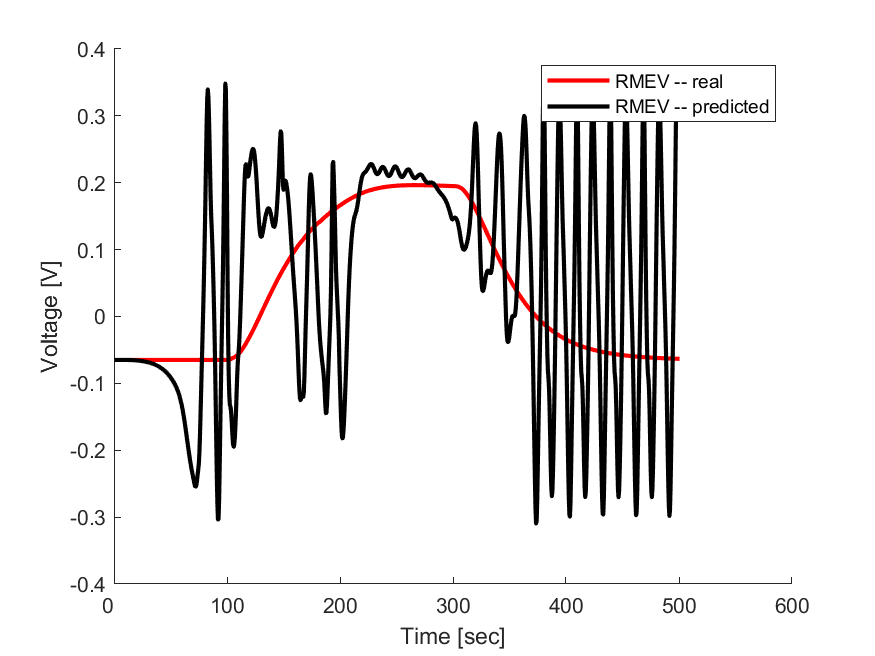 0.4
0.3
0.2
0.1
0
-0.1
-0.2
-0.3
-0.4
Voltage [V]
RMEV -- real
RMEV -- predicted
0 100 200 300 400 500 600
Time [sec]